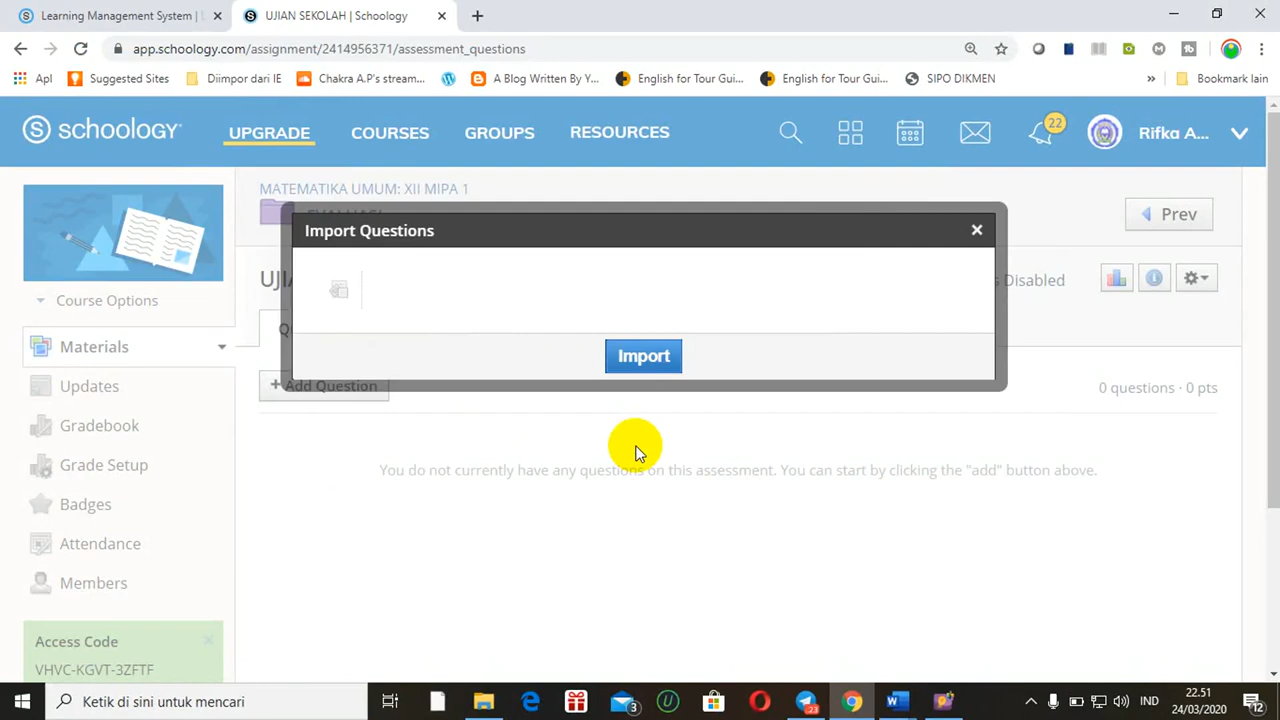 Learning Management System |
UJIAN SEKOLAH | Schoology
app.schoology.com/assignment/2414956371/assessment_questions
Apl
Suggested Sites
Diimpor dari IE
Chakra A.P's stream...
A Blog Written By Y...
English for Tour Gui...
English for Tour Gui...
SIPO DIKMEN
Bookmark lain
schoology
UPGRADE
COURSES
GROUPS
RESOURCES
22
Rifka A...
MATEMATIKA UMUM: XII MIPA 1
Prev
Import Questions
Course Options
s Disabled
Materials
Import
+ Add Question
0 questions · 0 pts
Updates
Gradebook
Grade Setup
Badges
Attendance
Members
You do not currently have any questions on this assessment. You can start by clicking the "add" button above.
Access Code
VHVC-KGVT-3ZFTF
Ketik di sini untuk mencari
3
23
IND
22.51
24/03/2020
12